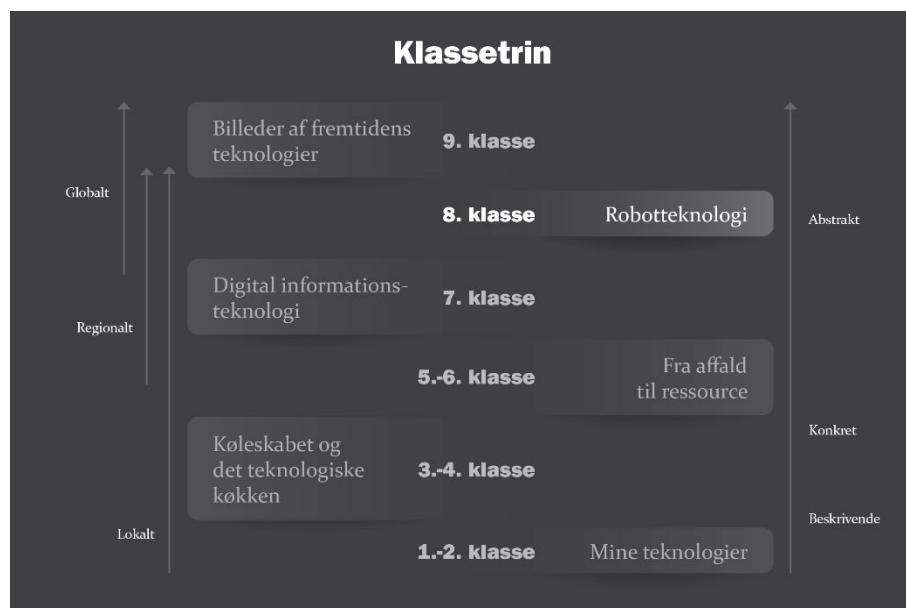 Klassetrin
Billeder af fremtidens
teknologier
9. klasse
Globalt
8. klasse
Robotteknologi
Abstrakt
Digital informations-
teknologi
7. klasse
Regionalt
5.-6. klasse
Fra affald
til ressource
Konkret
Køleskabet og
det teknologiske
køkken
3.-4. klasse
Beskrivende
Lokalt
1.-2. klasse
Mine teknologier